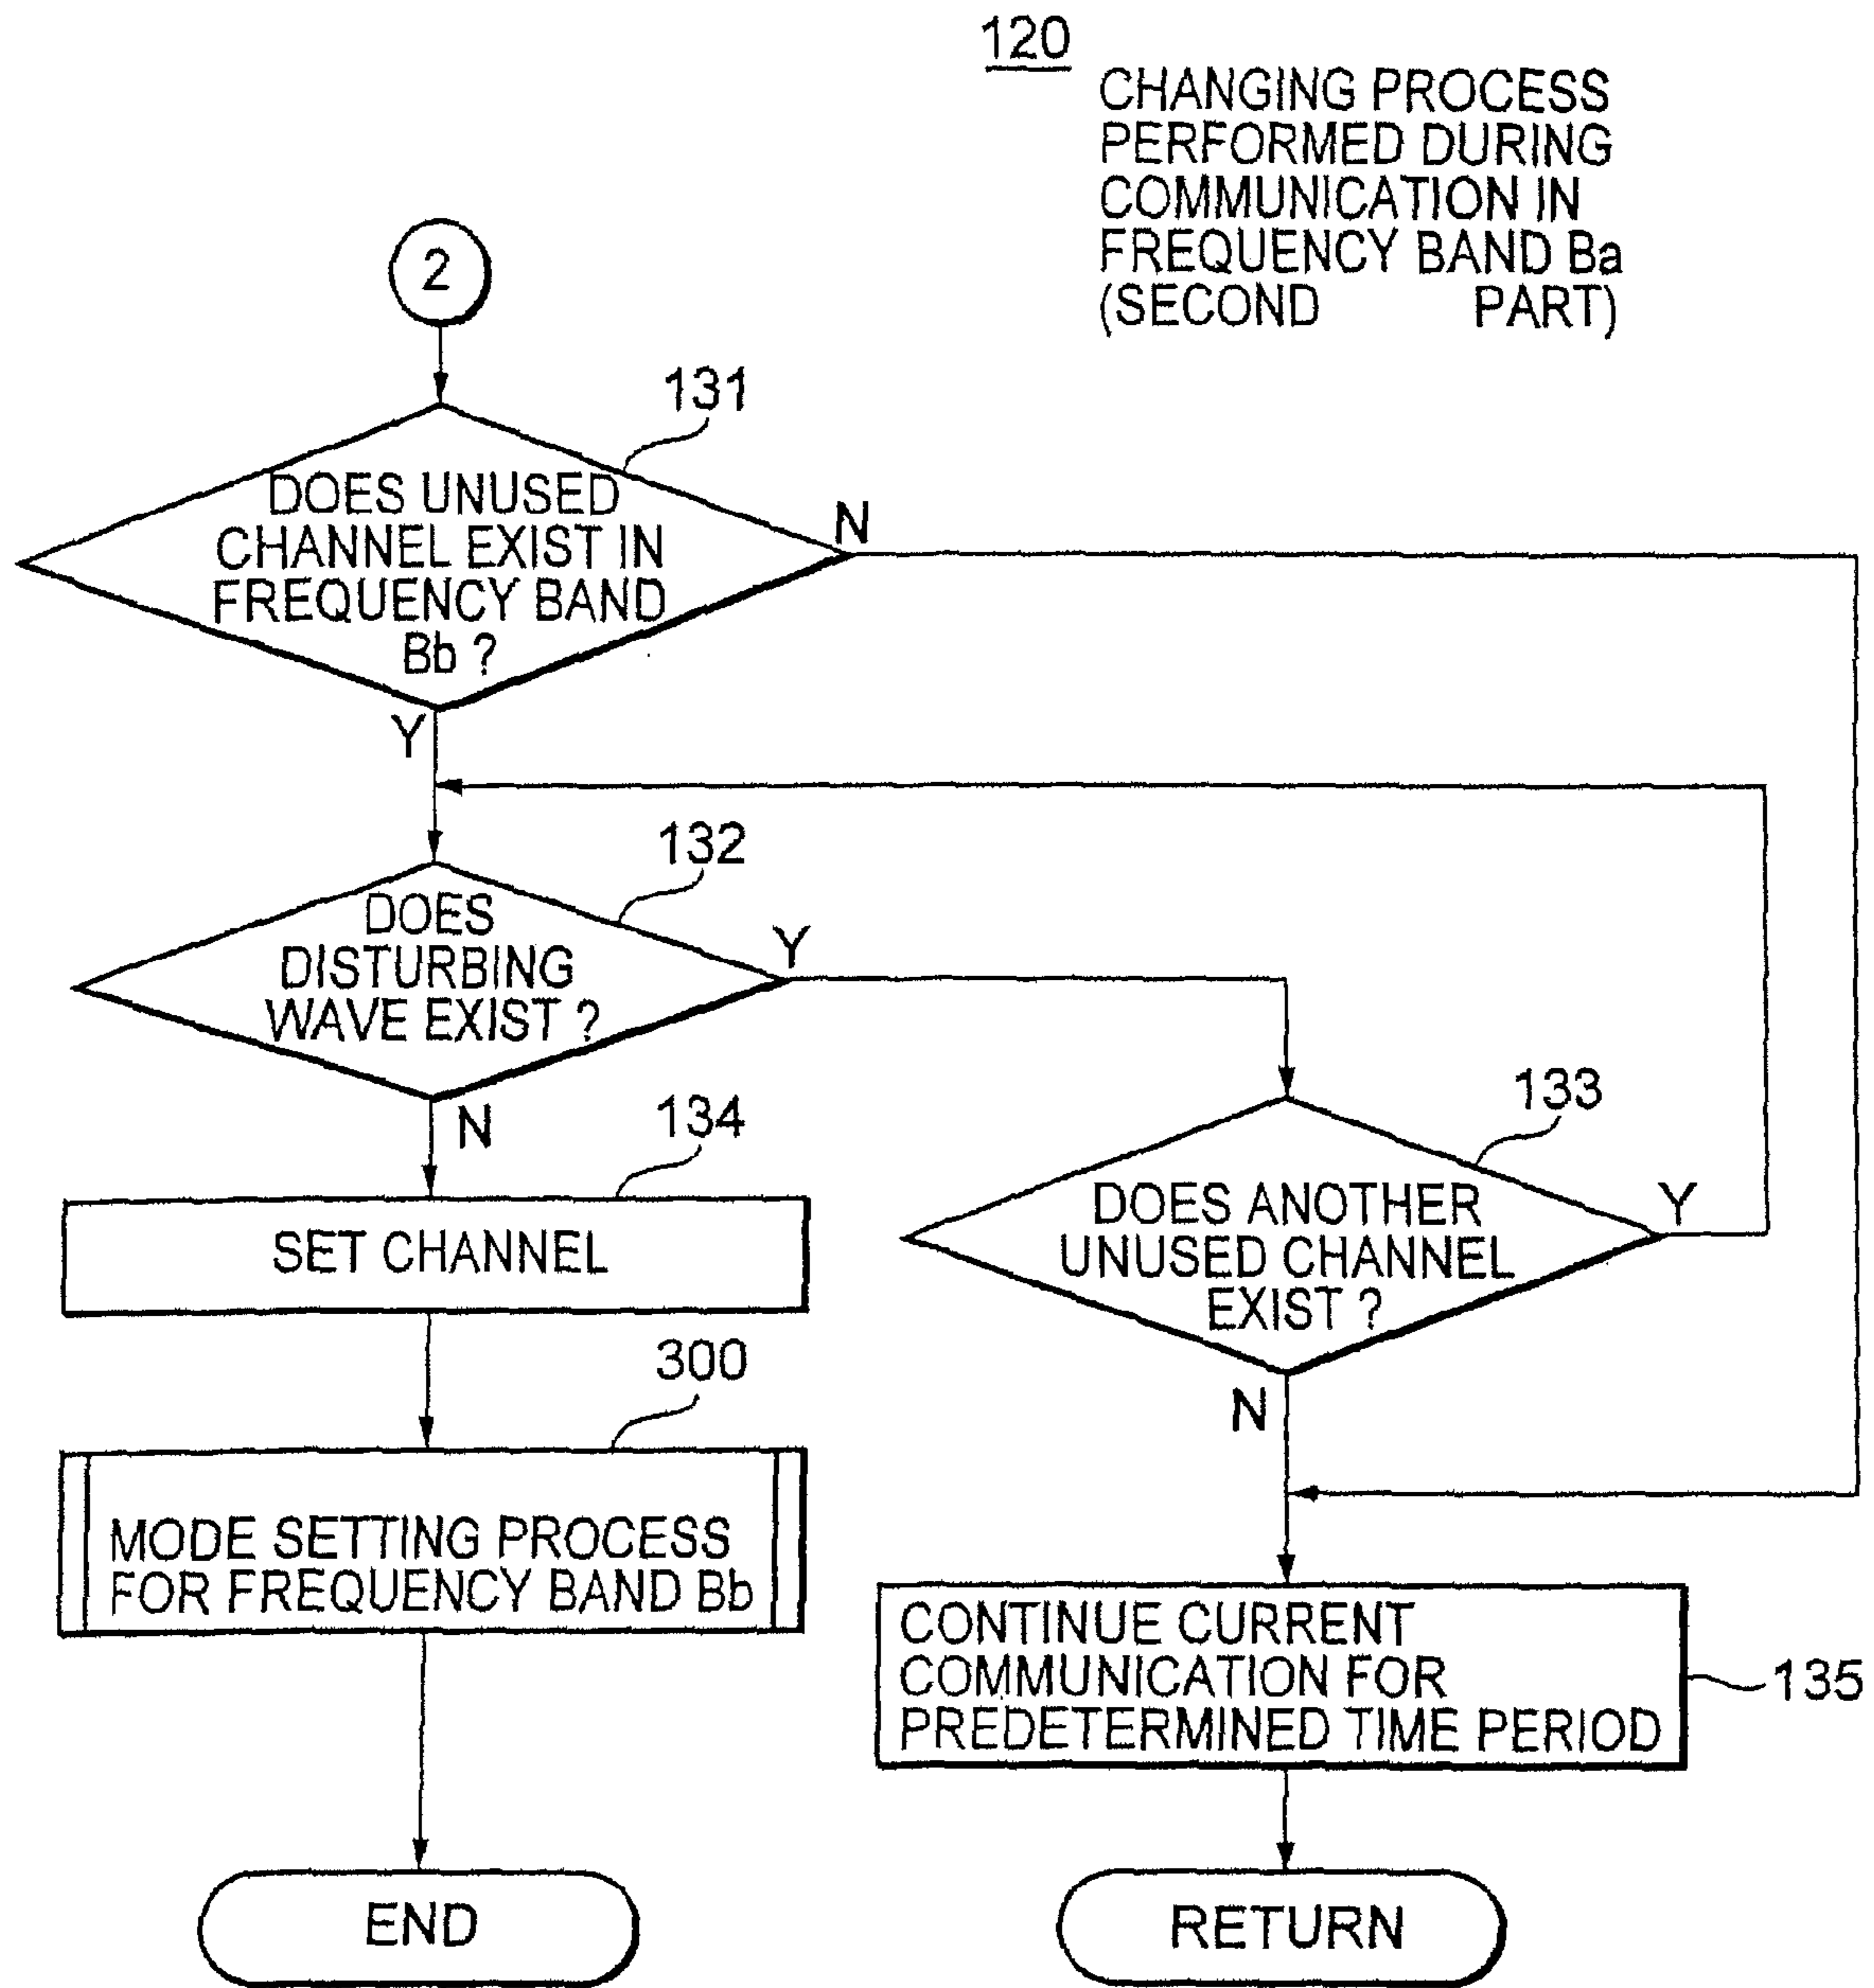 120
CHANGING PROCESS
PERFORMED DURING
COMMUNICATION IN
FREQUENCY BAND Ba
(SECOND PART)
2
131
DOES UNUSED
CHANNEL EXIST IN
FREQUENCY BAND
Bb ?
N
Y
132
DOES
DISTURBING
WAVE EXIST ?
Y
N
133
DOES ANOTHER
UNUSED CHANNEL
EXIST ?
Y
N
134
SET CHANNEL
300
MODE SETTING PROCESS
FOR FREQUENCY BAND Bb
CONTINUE CURRENT
COMMUNICATION FOR
PREDETERMINED TIME PERIOD
135
END
RETURN